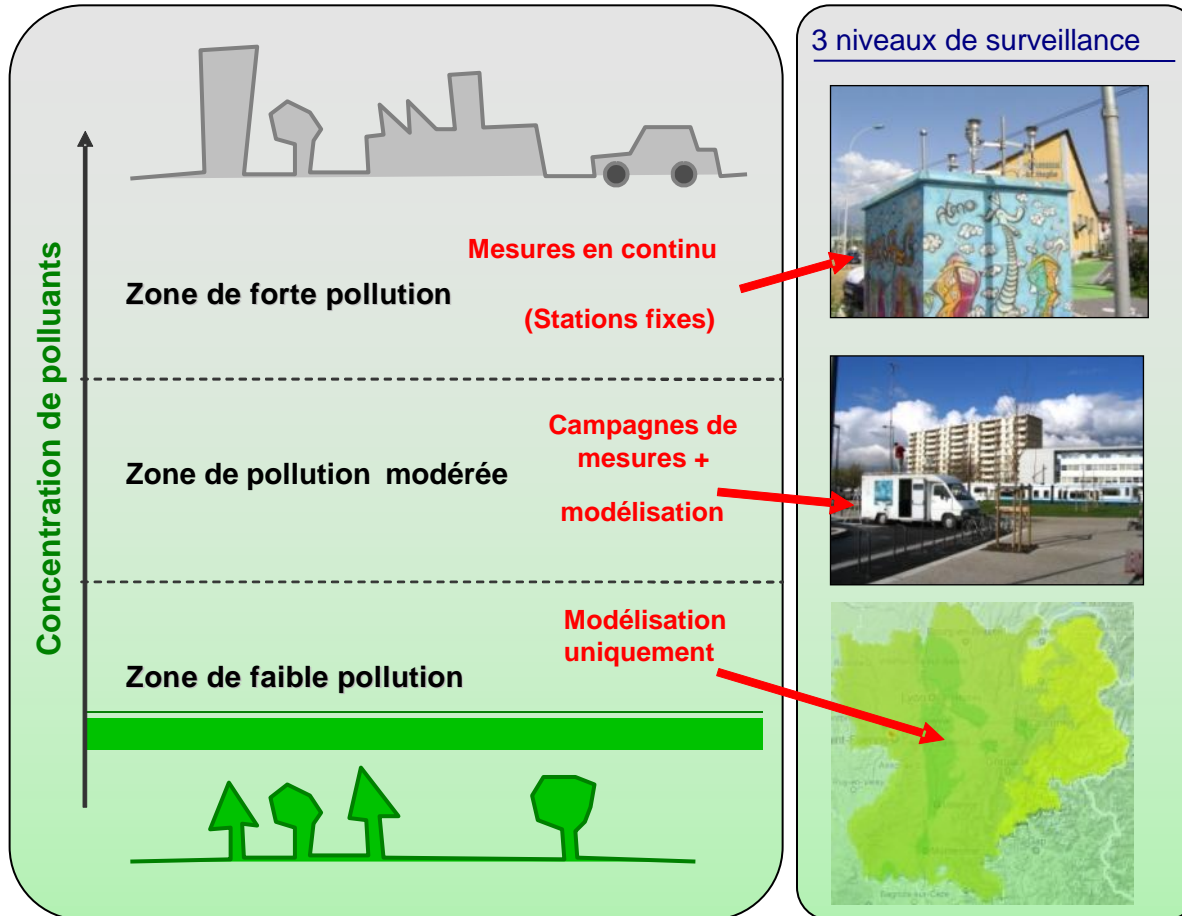 3 niveaux de surveillance
Concentration de polluants
Mesures en continu
Zone de forte pollution
(Stations fixes)
Campagnes de
mesures +
Zone de pollution modérée
modélisation
Modélisation
uniquement
Zone de faible pollution